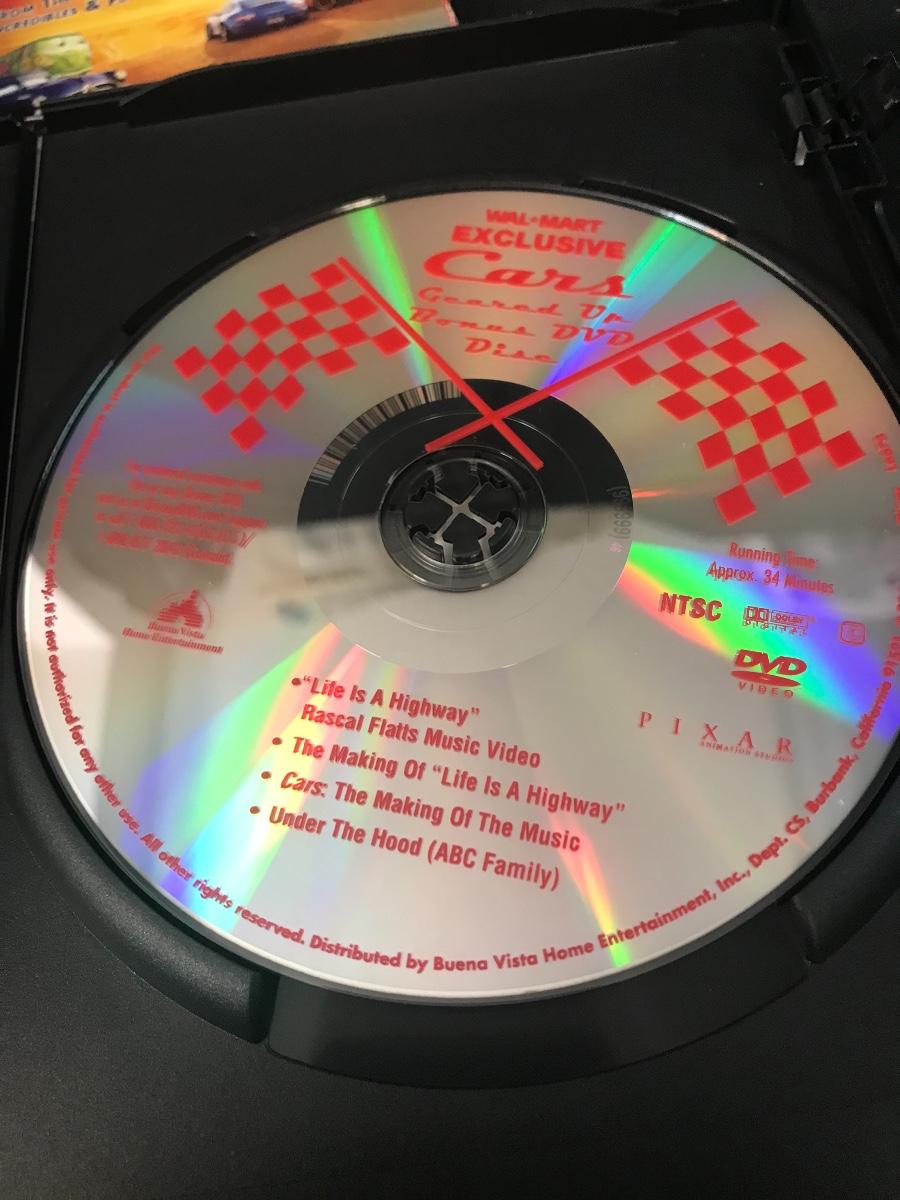 WAL•MART
EXCLUSIVE
Cars
Geared Up
Bonus DVD
Disc
Running Time:
Approx. 34 Minutes
NTSC
DOLBY
DIGITAL
DVD
VIDEO
PIXAR
ANIMATION STUDIOS
Buena Vista
Home Entertainment
•"Life Is A Highway"
Rascal Flatts Music Video
• The Making Of "Life Is A Highway"
• Cars: The Making Of The Music
• Under The Hood (ABC Family)
use only. It is not authorized for any other use. All other rights reserved. Distributed by Buena Vista Home Entertainment, Inc., Dept. CS, Burbank, California